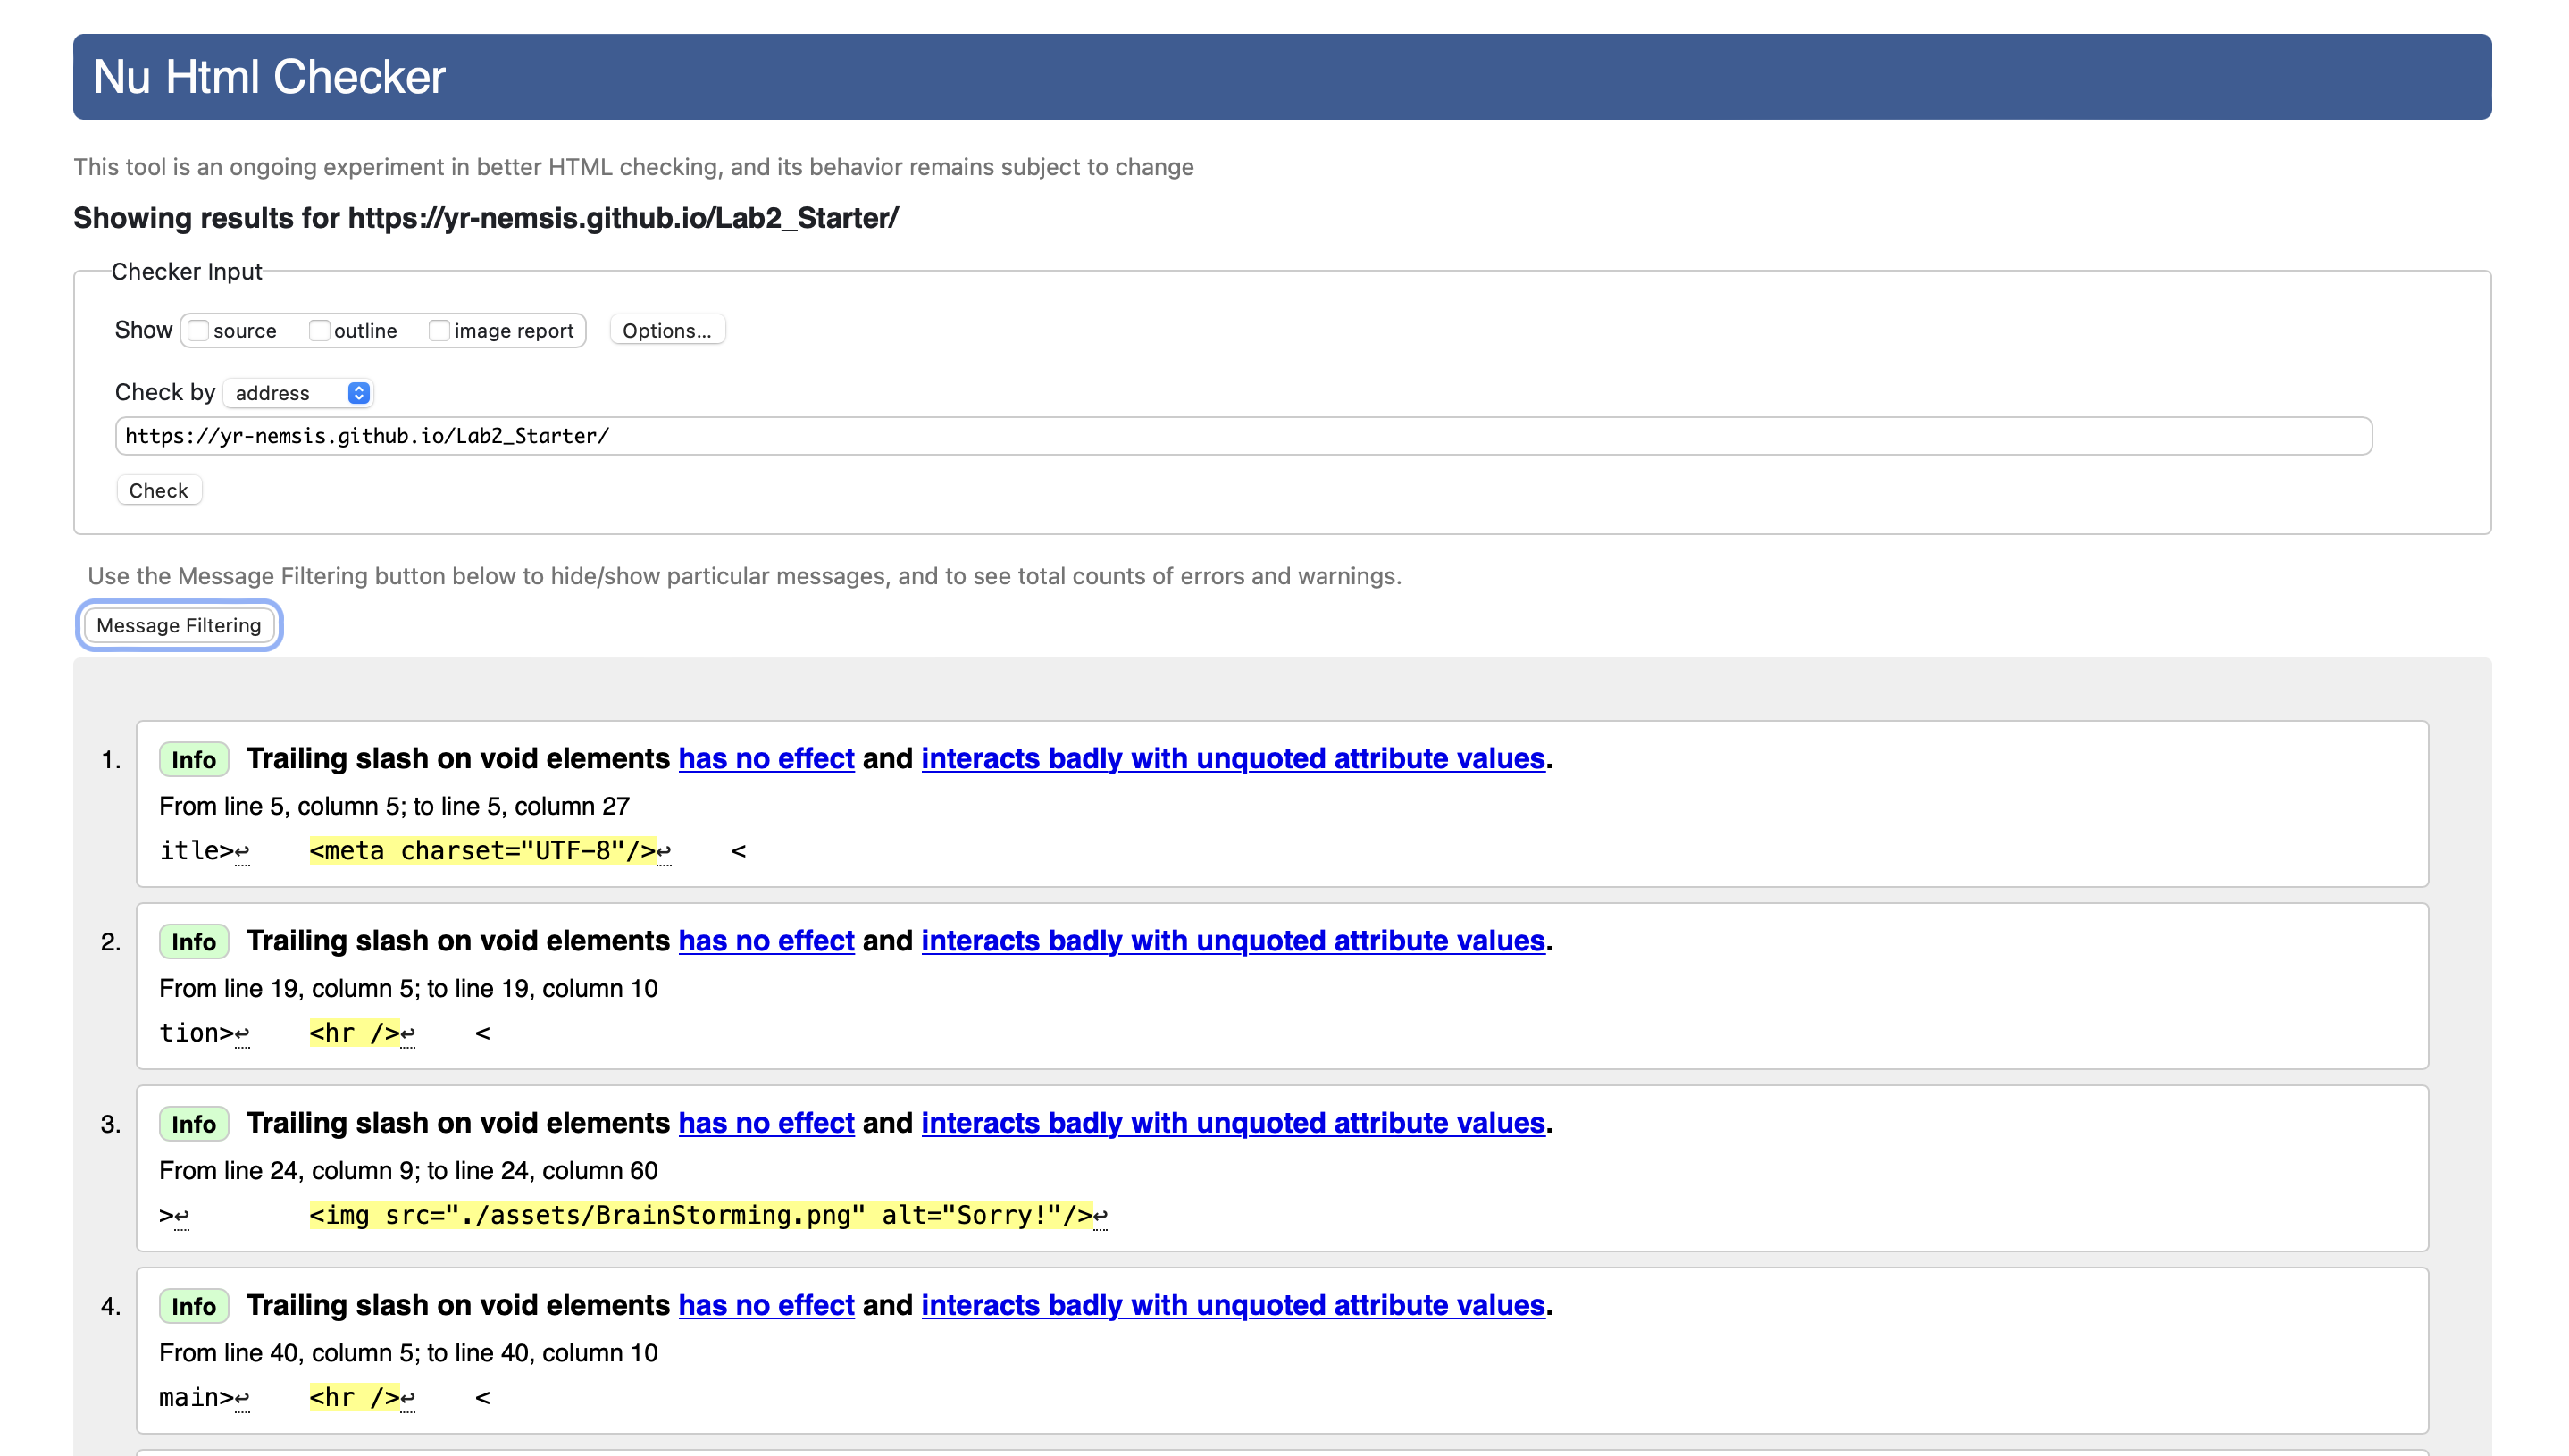 Nu Html Checker
This tool is an ongoing experiment in better HTML checking, and its behavior remains subject to change
Showing results for https://yr-nemsis.github.io/Lab2_Starter/
Checker Input
Show source outline image report Options...
Check by address
https://yr-nemsis.github.io/Lab2_Starter/
Check
Use the Message Filtering button below to hide/show particular messages, and to see total counts of errors and warnings.
Message Filtering
1. Info Trailing slash on void elements has no effect and interacts badly with unquoted attribute values.
From line 5, column 5; to line 5, column 27
itle>↩ <meta charset="UTF-8"/>↩ <
2. Info Trailing slash on void elements has no effect and interacts badly with unquoted attribute values.
From line 19, column 5; to line 19, column 10
tion>↩ <hr />↩ <
3. Info Trailing slash on void elements has no effect and interacts badly with unquoted attribute values.
From line 24, column 9; to line 24, column 60
>↩ <img src="./assets/BrainStorming.png" alt="Sorry!"/>↩
4. Info Trailing slash on void elements has no effect and interacts badly with unquoted attribute values.
From line 40, column 5; to line 40, column 10
main>↩ <hr />↩ <